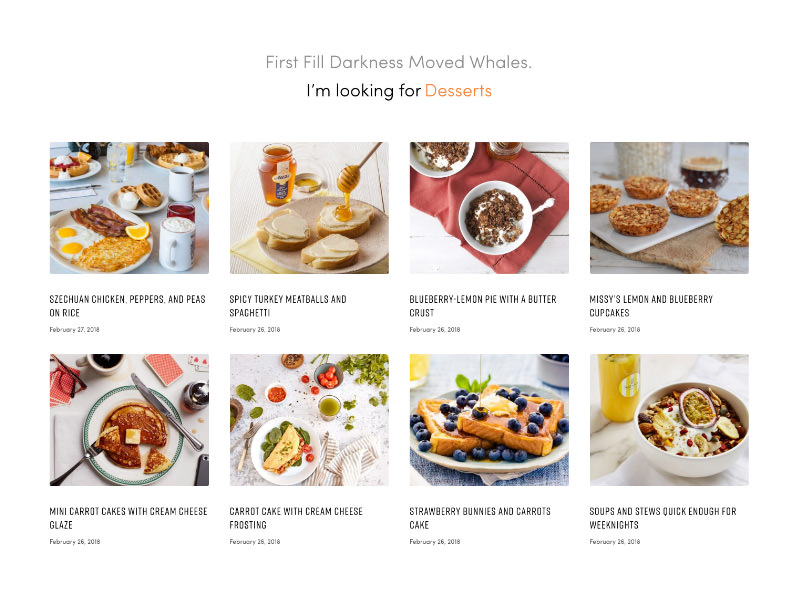 First Fill Darkness Moved Whales.
I'm looking for Desserts
SZECHUAN CHICKEN, PEPPERS, AND PEAS
ON RICE
February 27, 2018
SPICY TURKEY MEATBALLS AND
SPAGHETTI
February 26, 2018
BLUEBERRY-LEMON PIE WITH A BUTTER
CRUST
February 26, 2018
MISSY'S LEMON AND BLUEBERRY
CUPCAKES
February 26, 2018
MINI CARROT CAKES WITH CREAM CHEESE
GLAZE
February 26, 2018
CARROT CAKE WITH CREAM CHEESE
FROSTING
February 26, 2018
STRAWBERRY BUNNIES AND CARROTS
CAKE
February 26, 2018
SOUPS AND STEWS QUICK ENOUGH FOR
WEEKNIGHTS
February 26, 2018